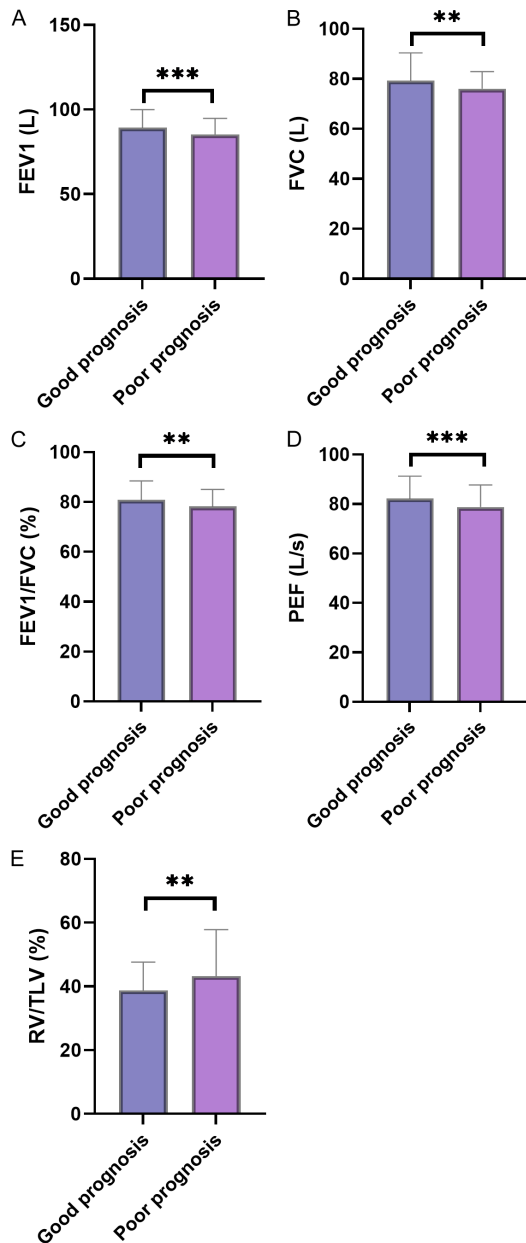 A
FEV1 (L)
150
100
50
0
***
Good prognosis
Poor prognosis
B
FVC (L)
100
80
60
40
20
0
**
Good prognosis
Poor prognosis
C
FEV1/FVC (%)
100
80
60
40
20
0
**
Good prognosis
Poor prognosis
D
PEF (L/s)
100
80
60
40
20
0
***
Good prognosis
Poor prognosis
E
RV/TLV (%)
80
60
40
20
0
**
Good prognosis
Poor prognosis